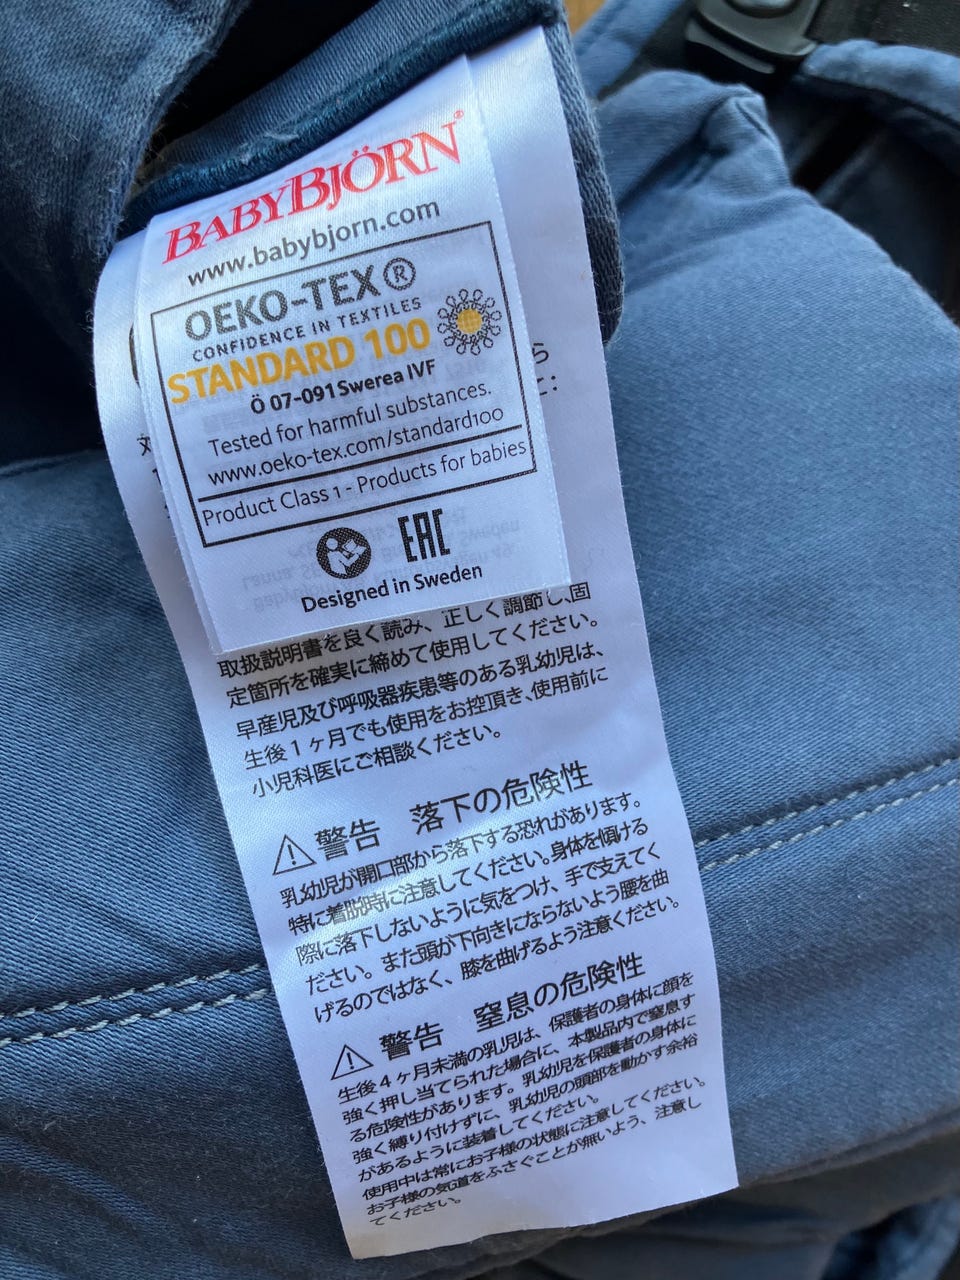 BABYBJÖRN®
www.babybjorn.com
OEKO-TEX®
CONFIDENCE IN TEXTILES
STANDARD 100
Ö 07-091 Swerea IVF
Tested for harmful substances.
www.oeko-tex.com/standard100
Product Class 1 - Products for babies
EAC
Designed in Sweden
取扱説明書を良く読み、正しく調節し、固
定箇所を確実に締めて使用してください。
早産児及び呼吸器疾患等のある乳幼児は、
生後1ヶ月でも使用をお控頂き、使用前に
小児科医にご相談ください。
⚠警告 落下の危険性
乳幼児が開口部から落下する恐れがあります。
特に着脱時に注意してください。身体を傾ける
際に落下しないように気をつけ、手で支えてく
ださい。また頭が下向きにならないよう腰を曲
げるのではなく、膝を曲げるよう注意ください。
⚠警告 窒息の危険性
生後4ヶ月未満の乳児は、保護者の身体に顔を
強く押し当てられた場合に、本製品内で窒息す
る危険性があります。乳幼児を保護者の身体に
強く縛り付けずに、乳幼児の頭部を動かす余裕
があるように装着してください。
使用中は常にお子様の状態に注意してください。
お子様の気道をふさぐことが無いよう、注意し
てください。